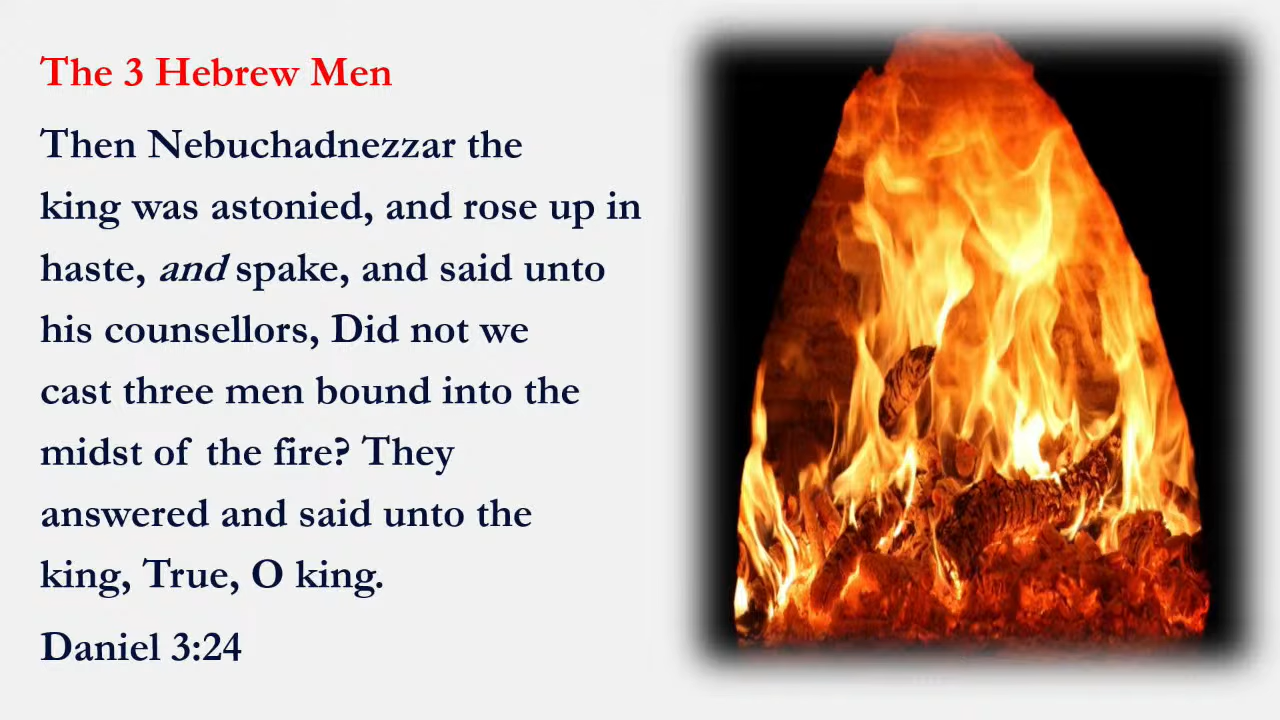 The 3 Hebrew Men
Then Nebuchadnezzar the
king was astonied, and rose up in
haste, and spake, and said unto
his counsellors, Did not we
cast three men bound into the
midst of the fire? They
answered and said unto the
king, True, O king.
Daniel 3:24